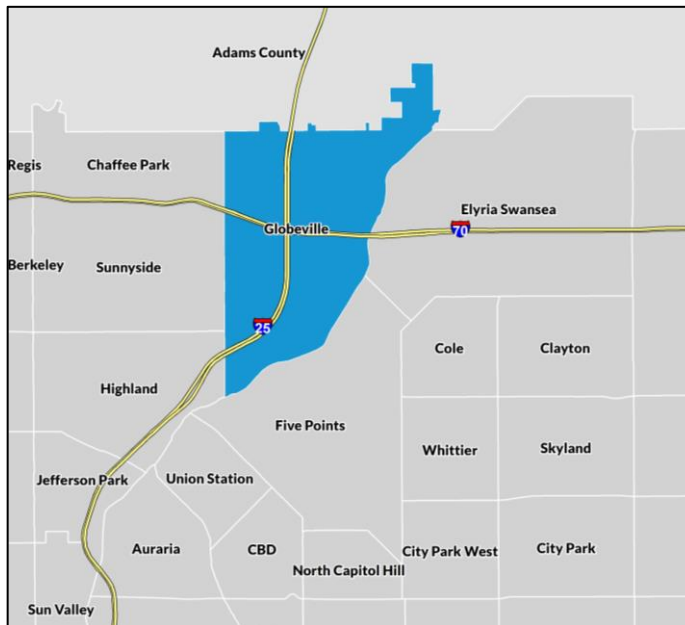 Adams County
Regis
Chaffee Park
Elyria Swansea
Globeville
70
Berkeley
Sunnyside
25
Cole
Clayton
Highland
Five Points
Whittier
Skyland
Jefferson Park
Union Station
Auraria
CBD
City Park West
City Park
North Capitol Hill
Sun Valley